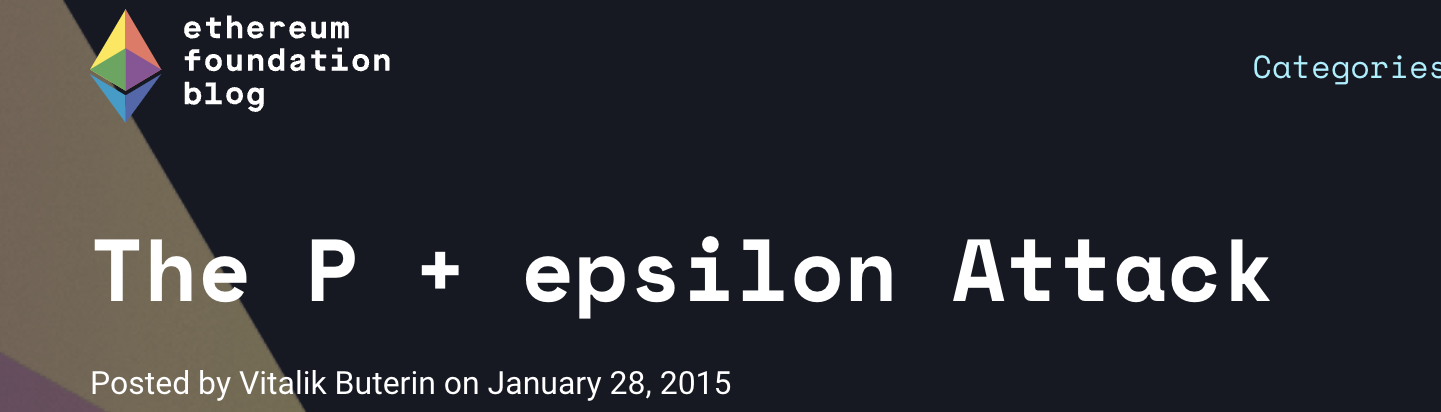 ethereum
foundation
blog
Categories
The P + epsilon Attack
Posted by Vitalik Buterin on January 28, 2015